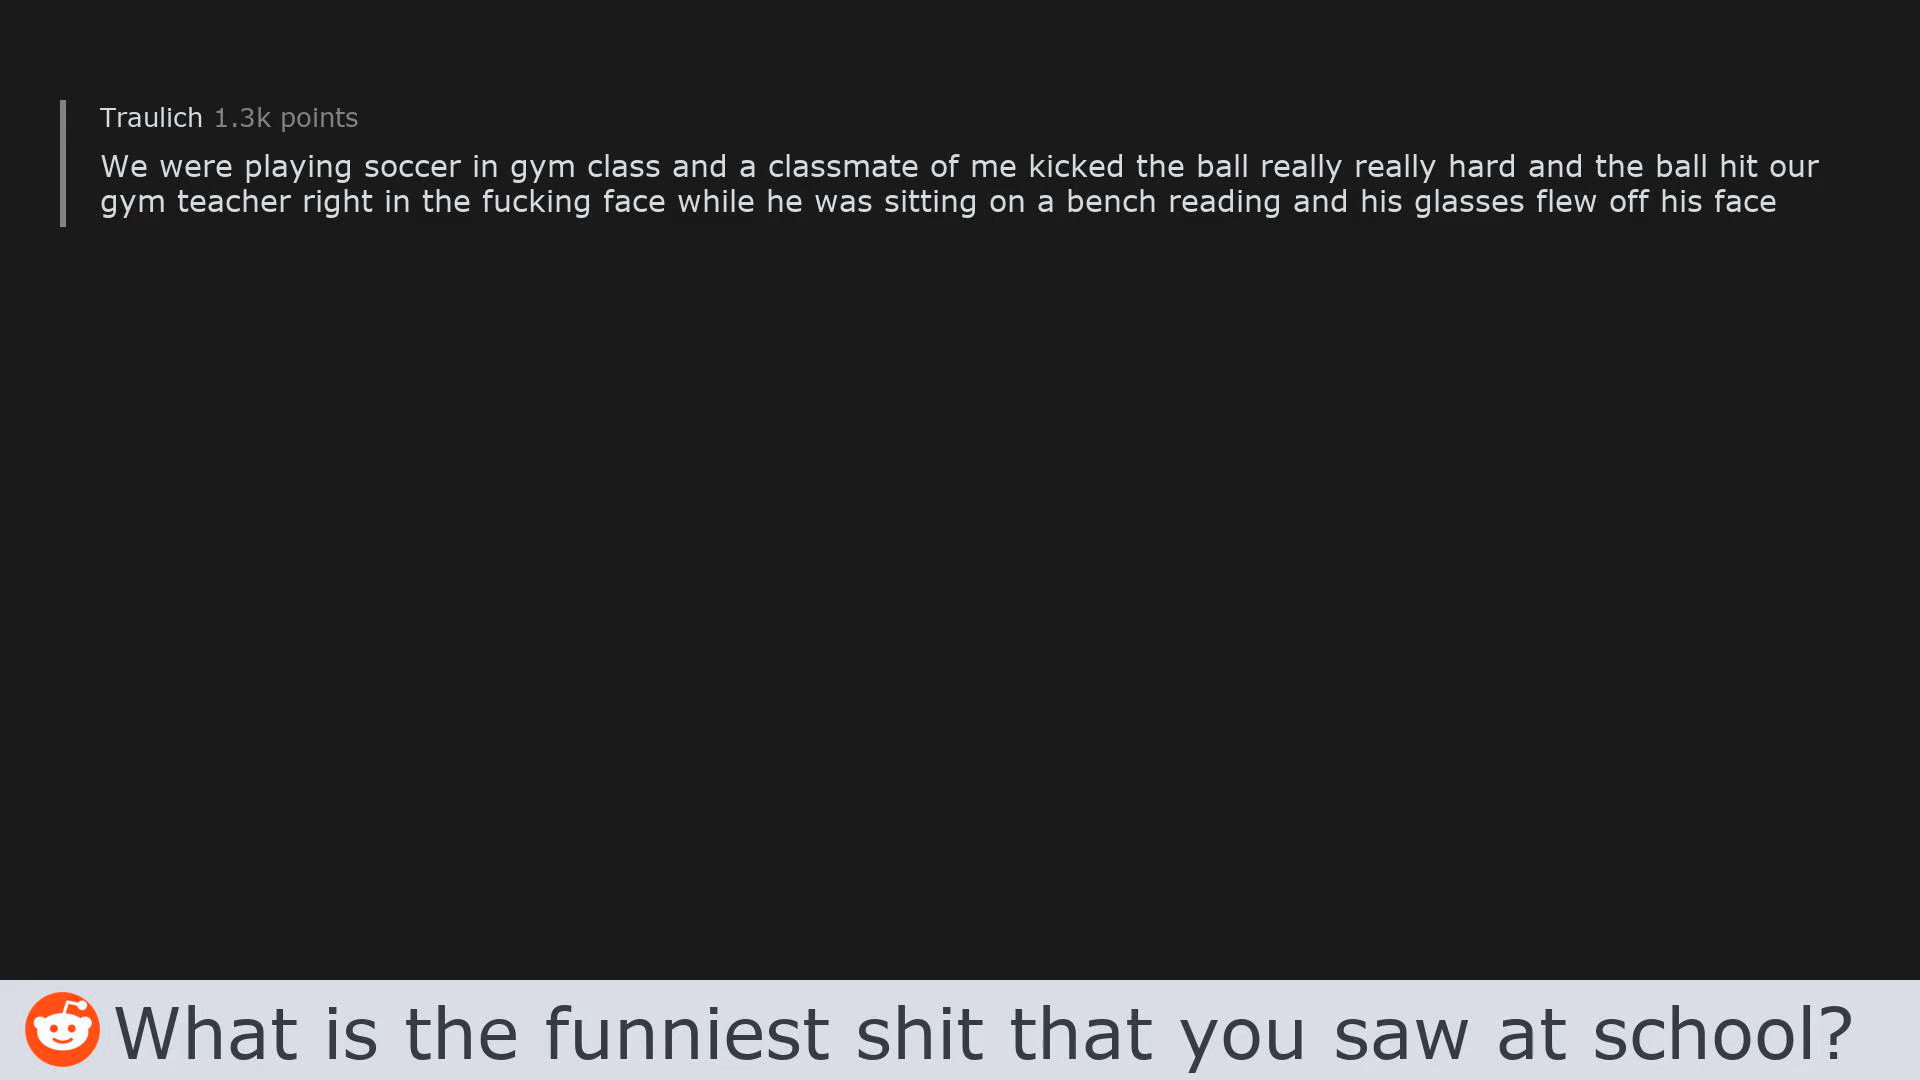 Traulich 1.3k points
We were playing soccer in gym class and a classmate of me kicked the ball really really hard and the ball hit our
gym teacher right in the fucking face while he was sitting on a bench reading and his glasses flew off his face
What is the funniest shit that you saw at school?